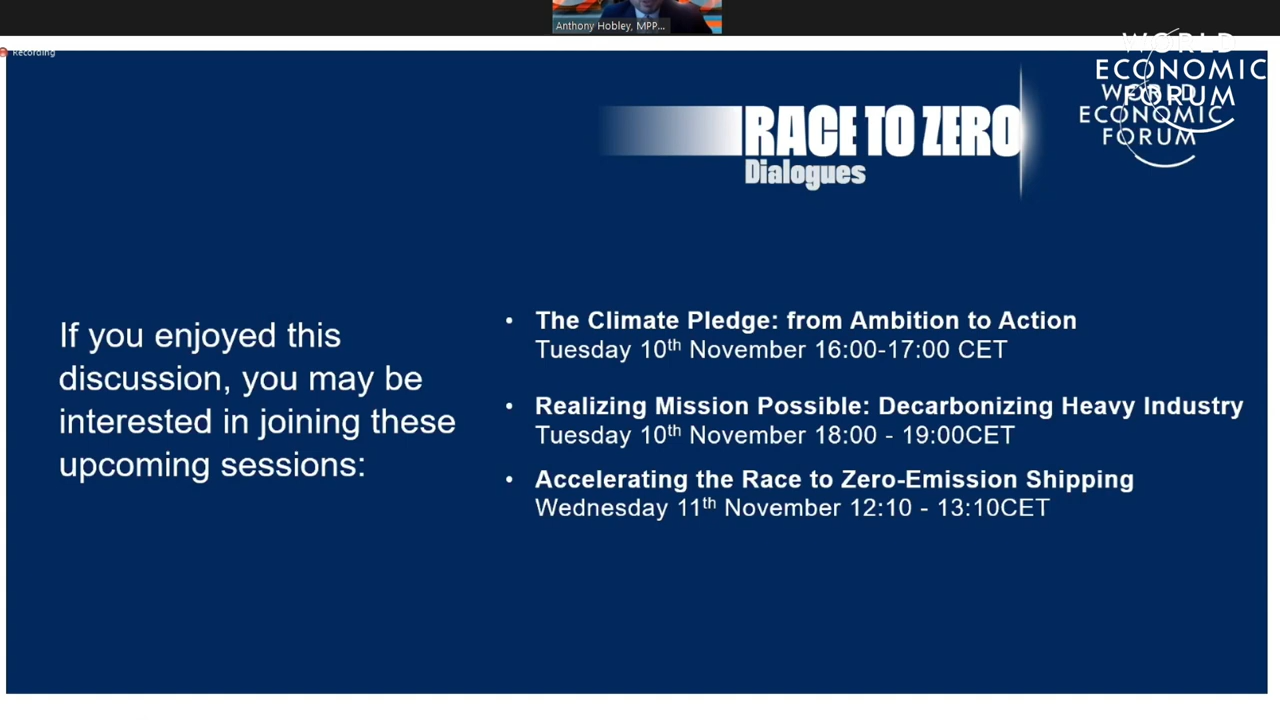 Anthony Hobley, MPP...
Recording
WORLD
ECONOMIC
FORUM
WORLD
ECONOMIC
FORUM
RACE TO ZERO
Dialogues
If you enjoyed this
discussion, you may be
interested in joining these
upcoming sessions:
• The Climate Pledge: from Ambition to Action
Tuesday 10th November 16:00-17:00 CET
• Realizing Mission Possible: Decarbonizing Heavy Industry
Tuesday 10th November 18:00 - 19:00CET
• Accelerating the Race to Zero-Emission Shipping
Wednesday 11th November 12:10 - 13:10CET